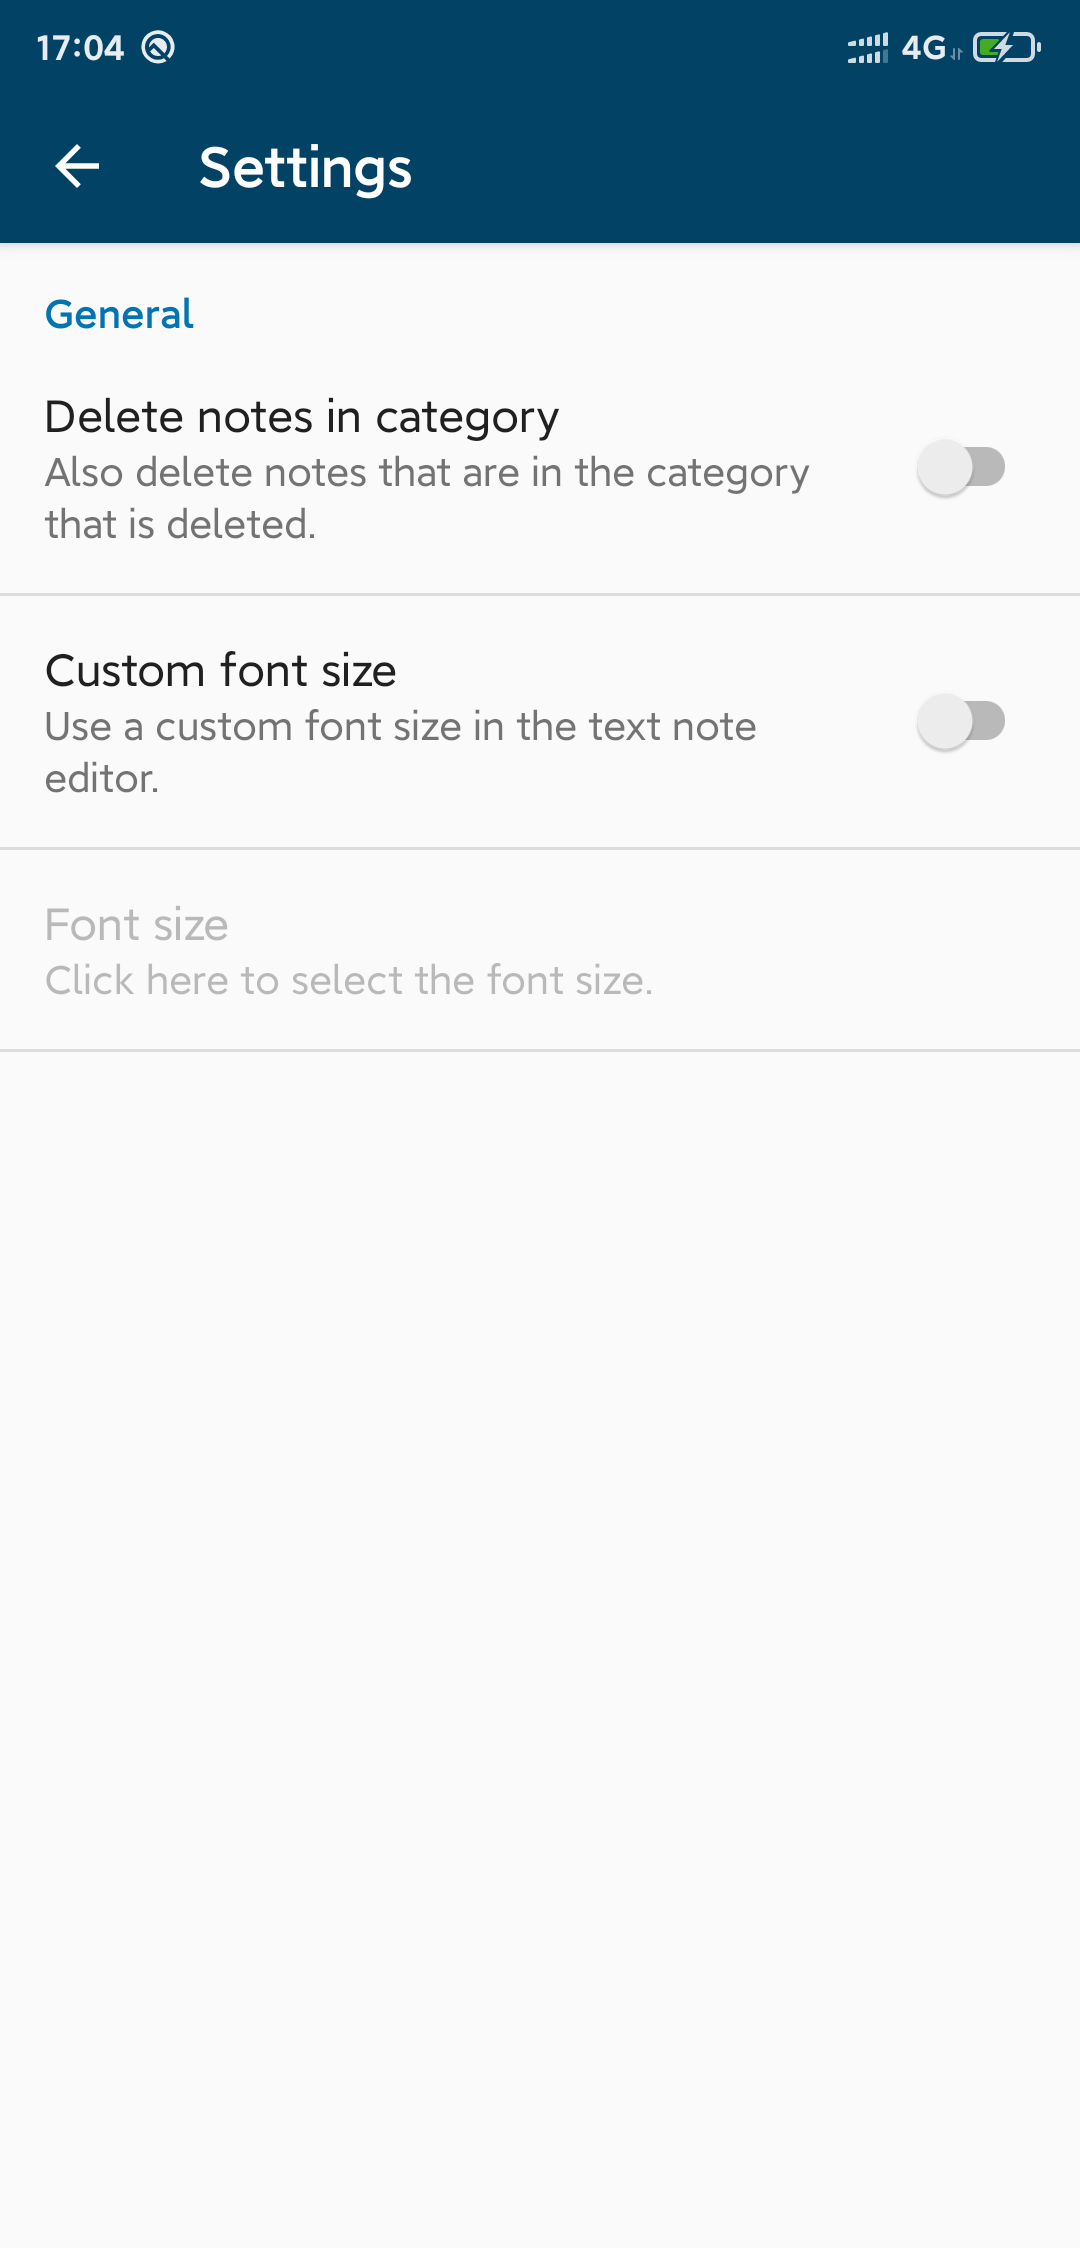 17:04
4G
Settings
General
Delete notes in category
Also delete notes that are in the category
that is deleted.
Custom font size
Use a custom font size in the text note
editor.
Font size
Click here to select the font size.